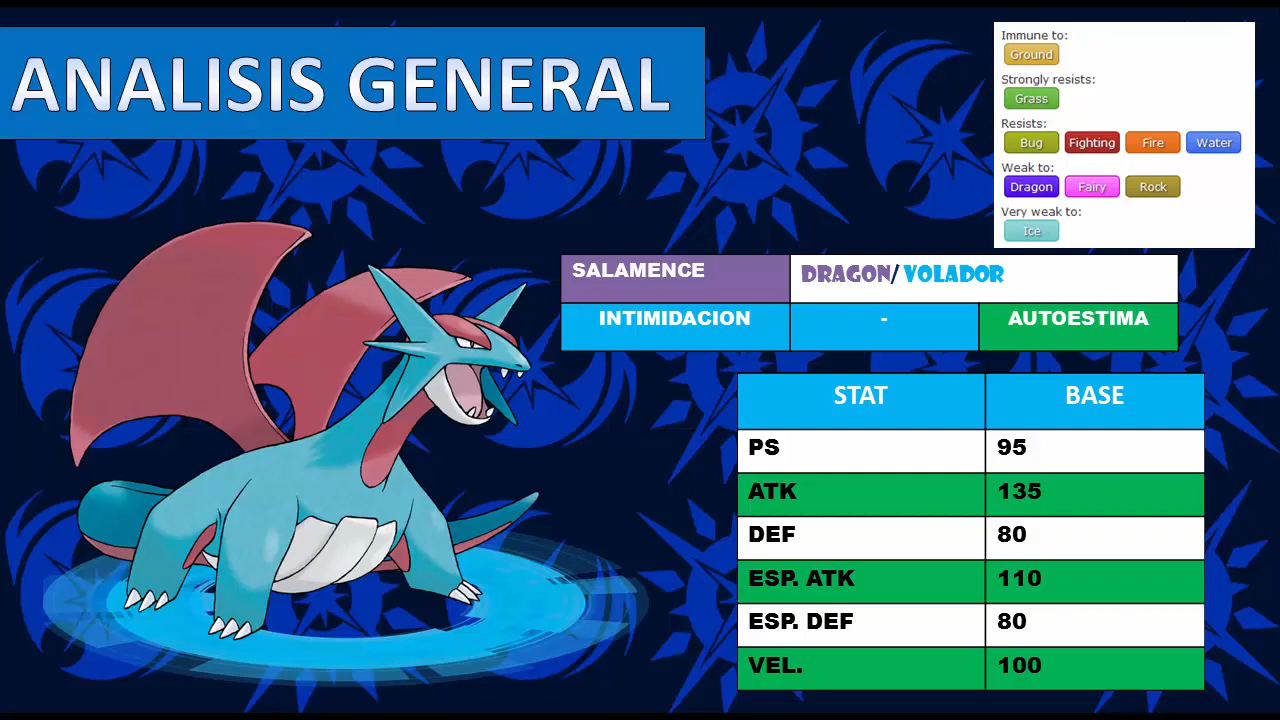 ANALISIS GENERAL
Immune to:
Ground
Strongly resists:
Grass
Resists:
Bug Fighting Fire Water
Weak to:
Dragon Fairy Rock
Very weak to:
Ice
SALAMENCE DRAGON/ VOLADOR
INTIMIDACION - AUTOESTIMA
STAT BASE
PS 95
ATK 135
DEF 80
ESP. ATK 110
ESP. DEF 80
VEL. 100